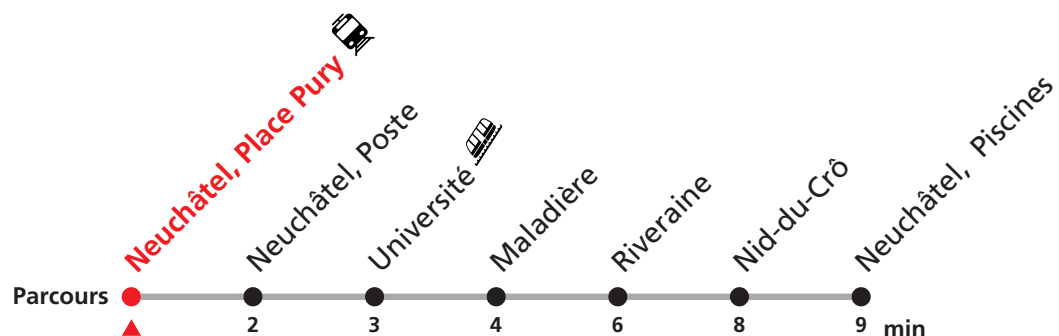 Neuchâtel, Place Pury
Neuchâtel, Poste
Université
Maladière
Riveraine
Nid-du-Crô
Neuchâtel, Piscines
Parcours
2 3 4 6 8 9 min